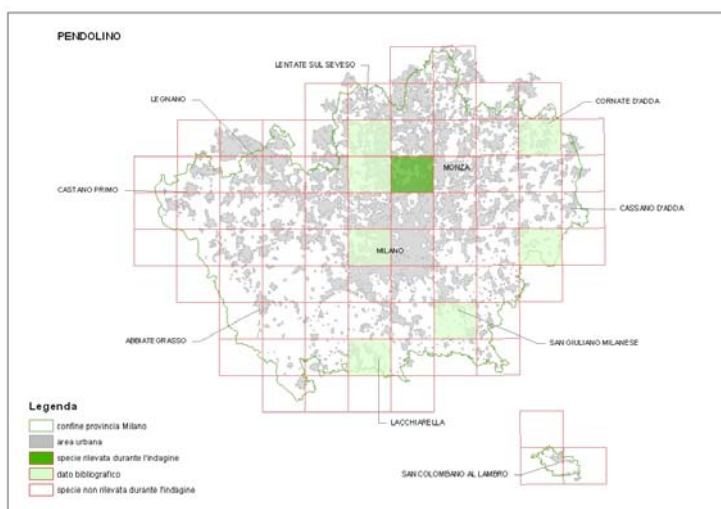 PENDOLINO
LENTATE SUL SEVESO
LEGNANO
CORNATE D'ADDA
CASTANO PRIMO
MONZA
CASSANO D'ADDA
MILANO
ABBIATEGRASSO
SAN GIULIANO MILANESE
LACCHIARELLA
SAN COLOMBANO AL LAMBRO
Legenda
confine provincia Milano
area urbana
specie rilevata durante l'indagine
dato bibliografico
specie non rilevata durante l'indagine